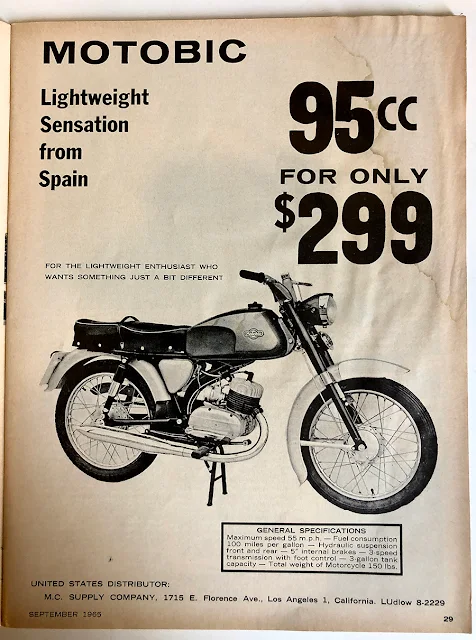 MOTOBIC
Lightweight
Sensation
from
Spain
95cc
FOR ONLY
$299
FOR THE LIGHTWEIGHT ENTHUSIAST WHO
WANTS SOMETHING JUST A BIT DIFFERENT
GENERAL SPECIFICATIONS
Maximum speed 55 m.p.h. — Fuel consumption
100 miles per gallon — Hydraulic suspension
front and rear — 5" internal brakes — 3-speed
transmission with foot control — 3-gallon tank
capacity — Total weight of Motorcycle 150 lbs.
UNITED STATES DISTRIBUTOR:
M.C. SUPPLY COMPANY, 1715 E. Florence Ave., Los Angeles 1, California. LUdlow 8-2229
SEPTEMBER 1965
29